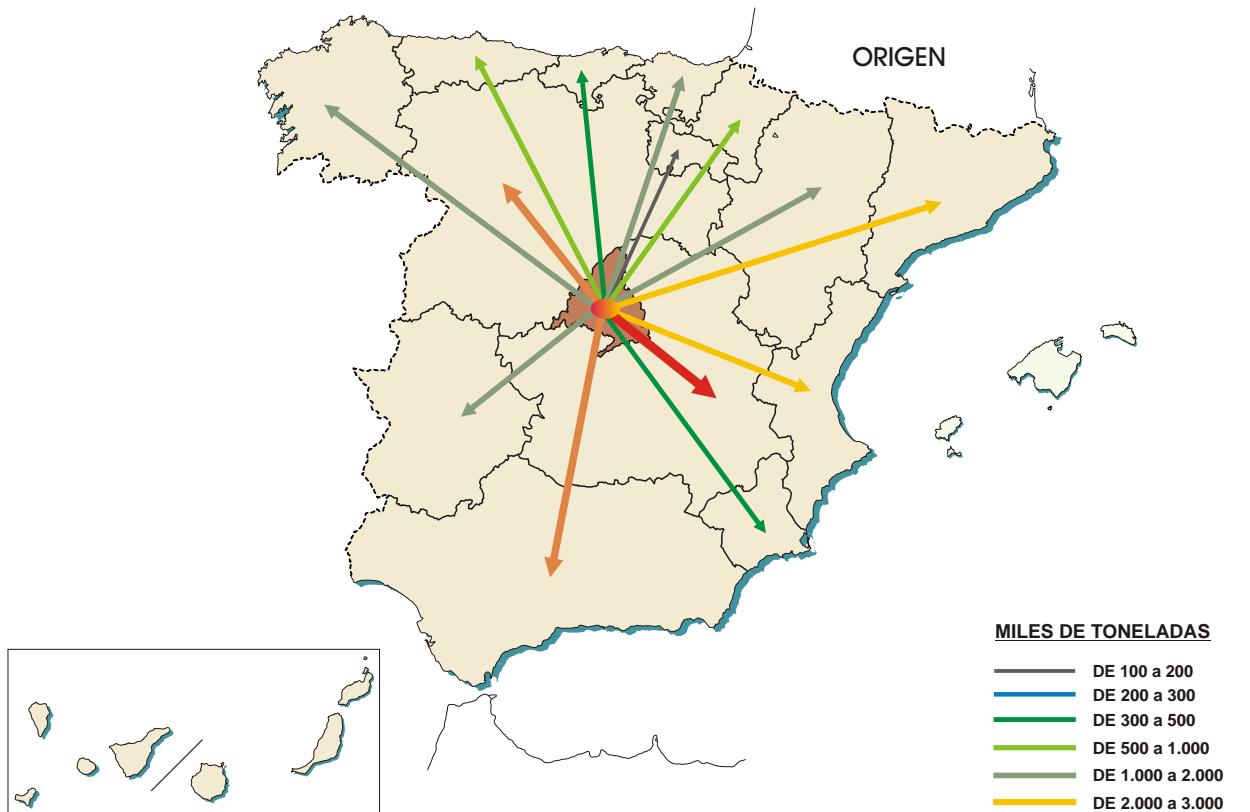 ORIGEN
MILES DE TONELADAS
DE 100 a 200
DE 200 a 300
DE 300 a 500
DE 500 a 1.000
DE 1.000 a 2.000
DE 2.000 a 3.000